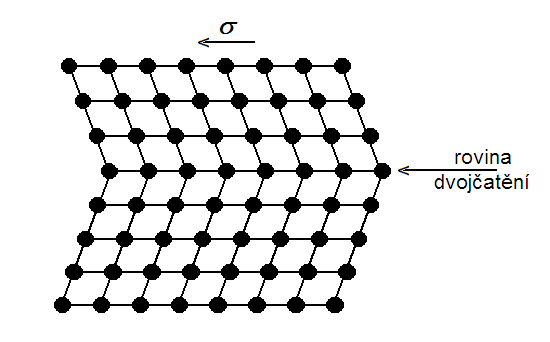 σ
rovina
dvojčatění